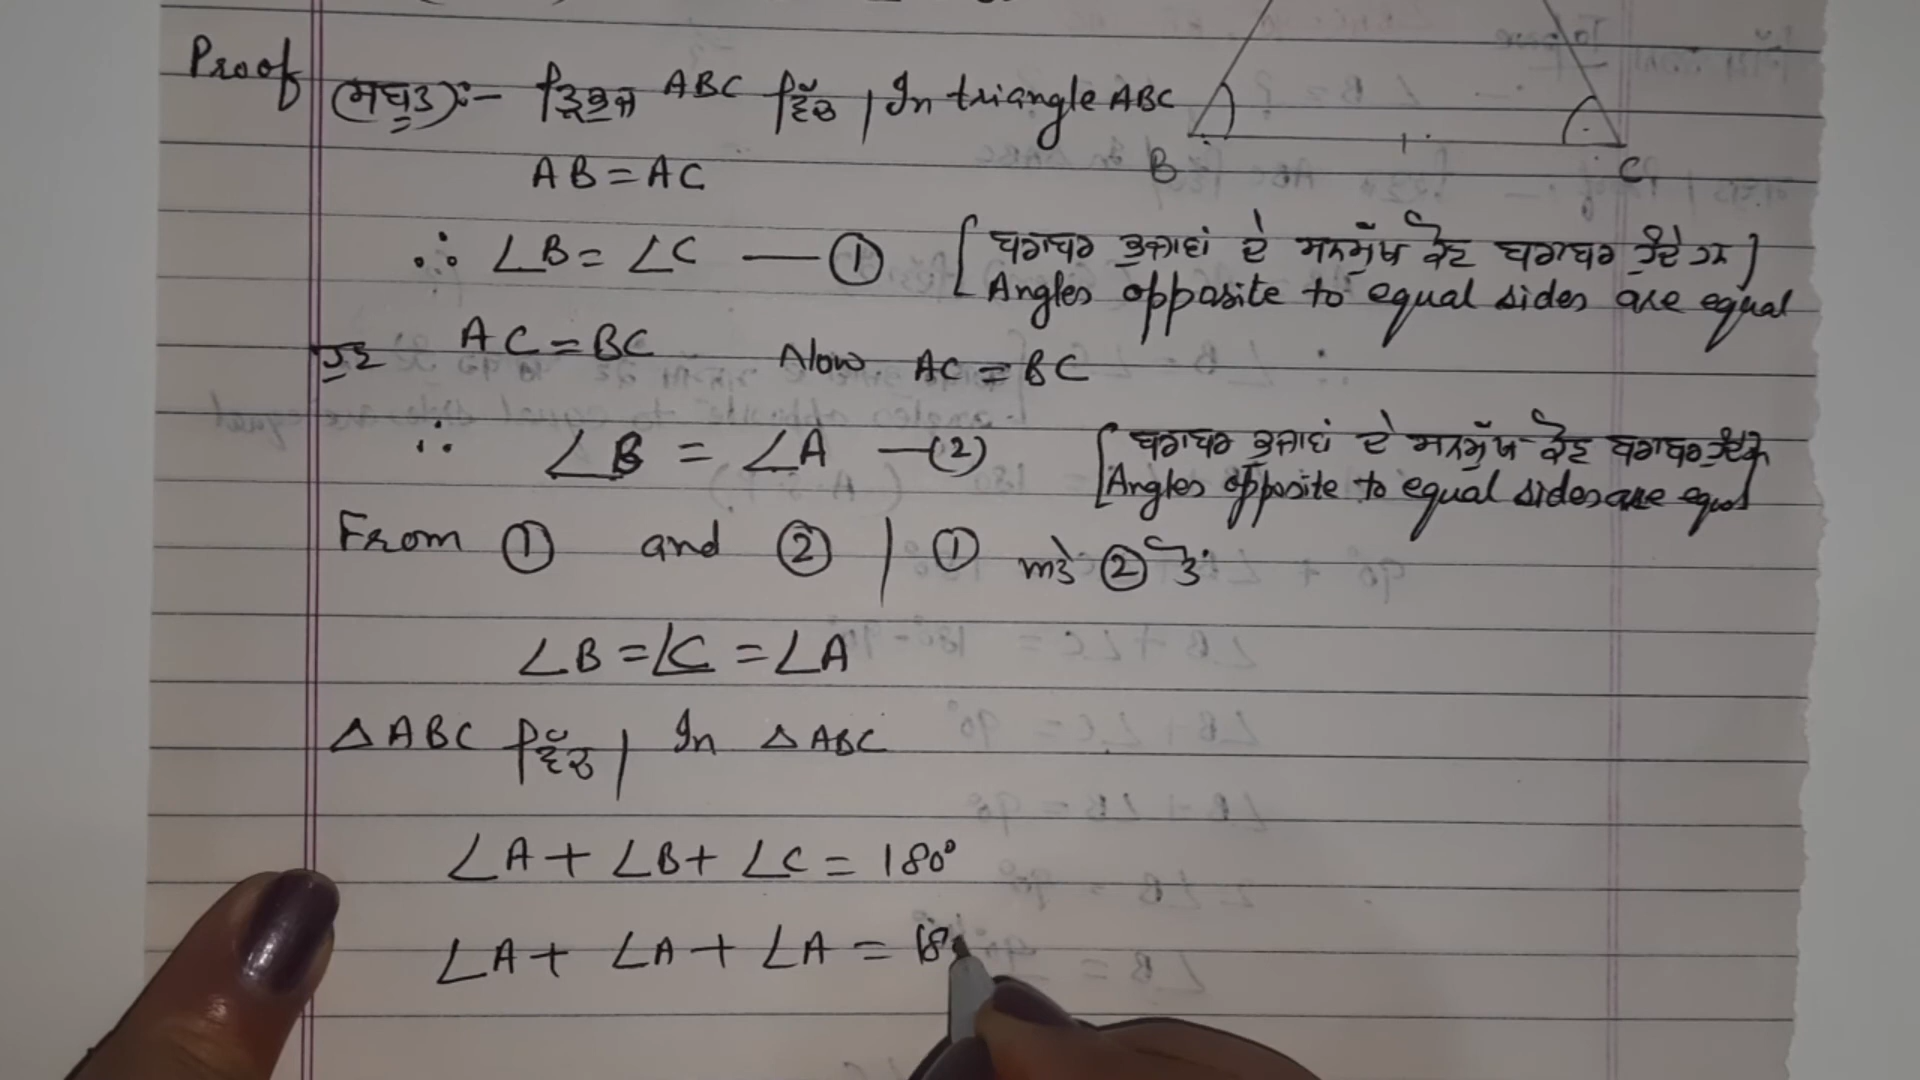 Proof (ਸਬੂਤ):- ਤ੍ਰਿਭੁਜ ABC ਵਿੱਚ / In triangle ABC
AB = AC
B
C
∴ ∠B = ∠C — ① [ਬਰਾਬਰ ਭੁਜਾਵਾਂ ਦੇ ਸਨਮੁੱਖ ਕੋਣ ਬਰਾਬਰ ਹੁੰਦੇ ਹਨ]
Angles opposite to equal sides are equal
ਹੁਣ AC = BC Now AC = BC
∴ ∠B = ∠A —(2) [ਬਰਾਬਰ ਭੁਜਾਵਾਂ ਦੇ ਸਨਮੁੱਖ ਕੋਣ ਬਰਾਬਰ
[Angles opposite to equal sides are equal
From ① and ② / ① ਅਤੇ ② ਤੋਂ
∠B = ∠C = ∠A
△ABC ਵਿੱਚ / In △ABC
∠A + ∠B + ∠C = 180°
∠A + ∠A + ∠A = 18